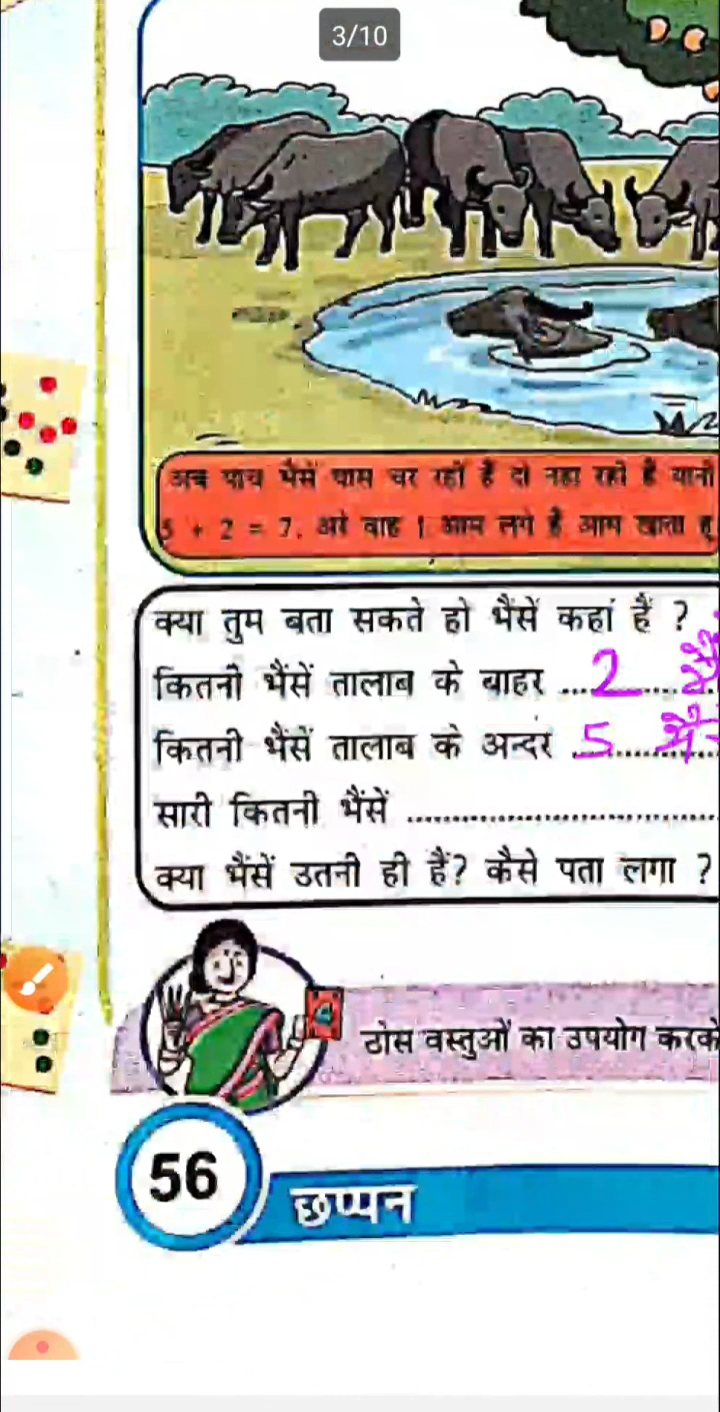 3/10
अब पांच भैंसें घास चर रहीं हैं दो नहा रही हैं यानी
5 + 2 = 7. अरे वाह ! आम लगे हैं आम खाता हूं
क्या तुम बता सकते हो भैंसें कहां हैं ?
कितनी भैंसें तालाब के बाहर ...2......
कितनी भैंसें तालाब के अन्दर ...5......
सारी कितनी भैंसें ..............................
क्या भैंसें उतनी ही हैं? कैसे पता लगा ?
ठोस वस्तुओं का उपयोग करके
56
छप्पन